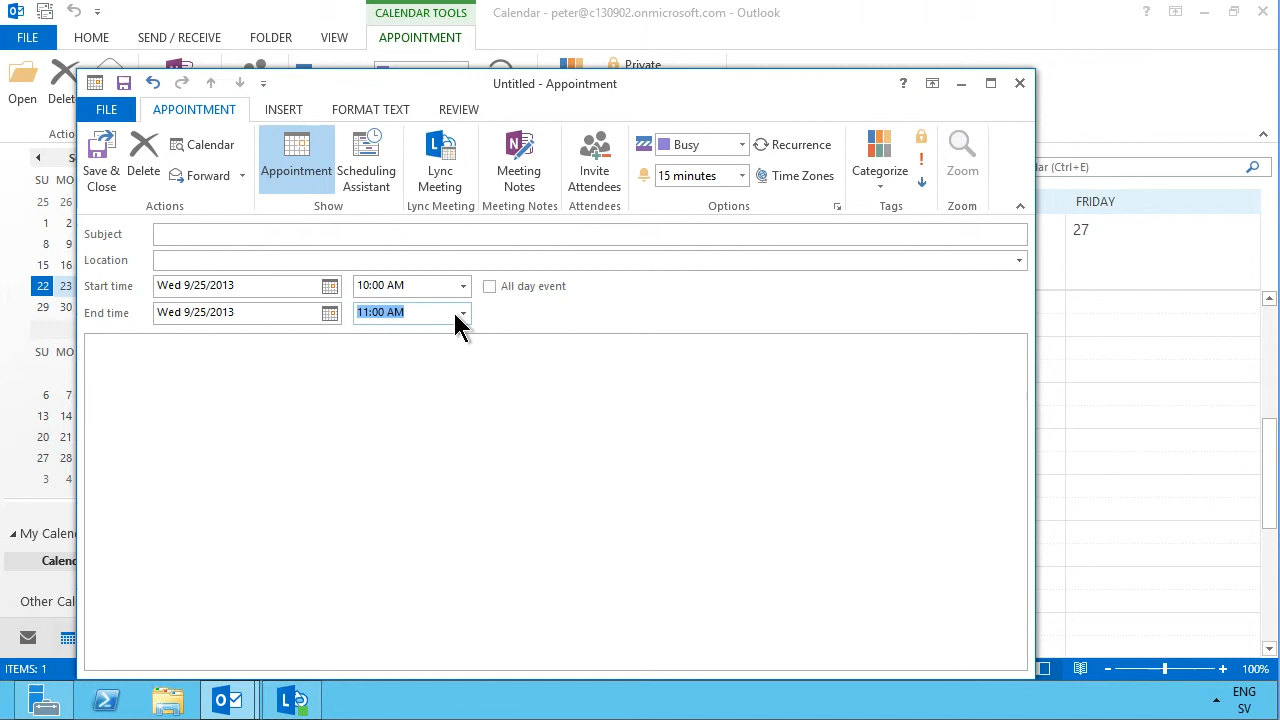 CALENDAR TOOLS
Calendar - peter@c130902.onmicrosoft.com - Outlook
FILE HOME SEND / RECEIVE FOLDER VIEW APPOINTMENT
Private
Open
Untitled - Appointment
FILE APPOINTMENT INSERT FORMAT TEXT REVIEW
Save & Close
Delete
Calendar
Forward
Actions
Appointment
Scheduling Assistant
Show
Lync Meeting
Lync Meeting
Meeting Notes
Meeting Notes
Invite Attendees
Attendees
Busy
Recurrence
15 minutes
Time Zones
Options
Categorize
Tags
Zoom
Zoom
(Ctrl+E)
SU MO
25 26
1 2
8 9
15 16
22 23
29 30
SU MO
6 7
13 14
20 21
27 28
3 4
FRIDAY
27
Subject
Location
Start time Wed 9/25/2013 10:00 AM All day event
End time Wed 9/25/2013 11:00 AM
My
Other
ITEMS: 1
100%
ENG
SV